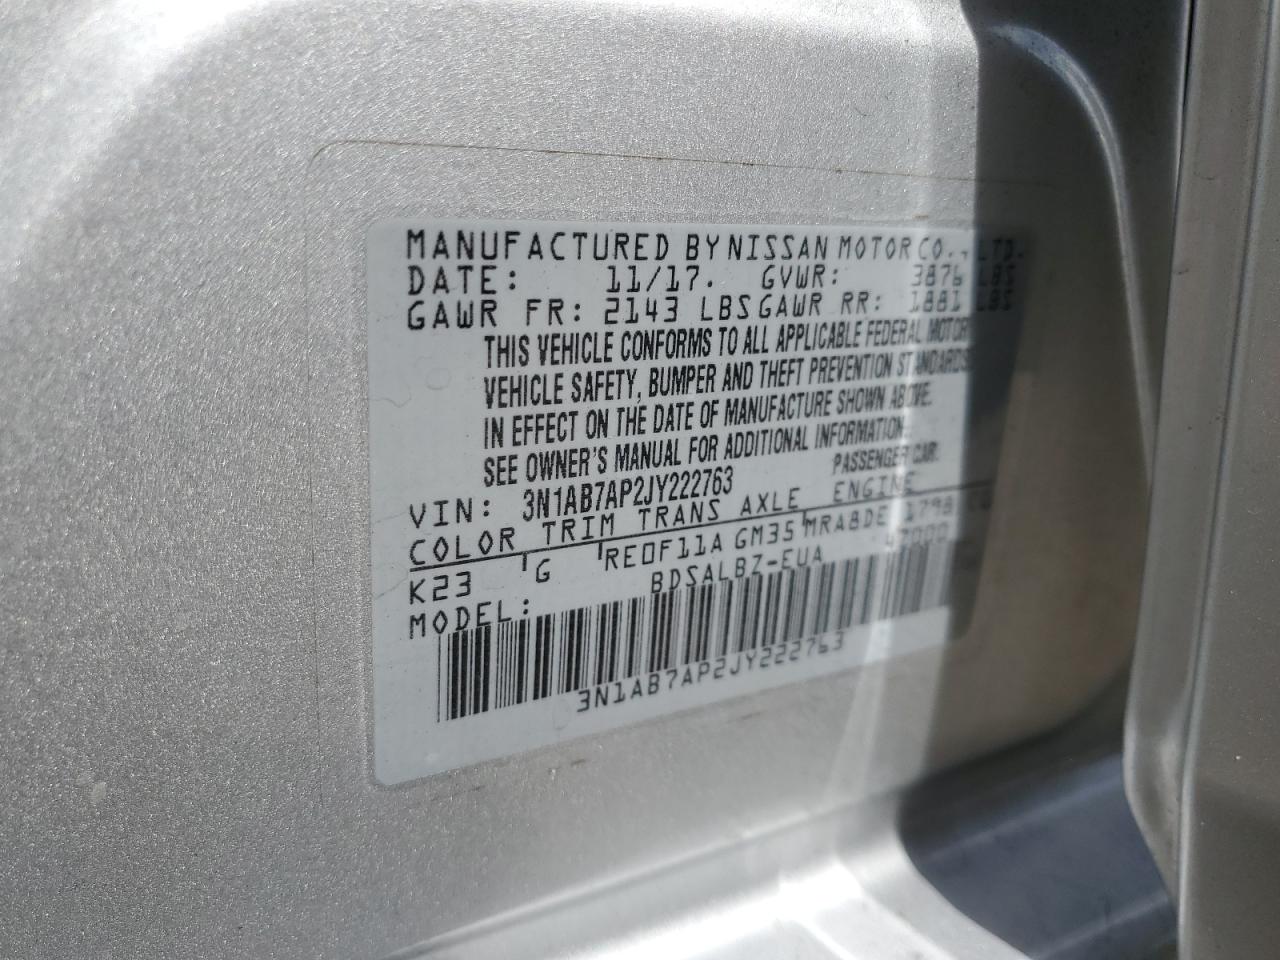 MANUFACTURED BY NISSAN MOTOR CO., LTD.
DATE: 11/17. GVWR: 3876 LBS
GAWR FR: 2143 LBS GAWR RR: 1881 LBS
THIS VEHICLE CONFORMS TO ALL APPLICABLE FEDERAL MOTOR
VEHICLE SAFETY, BUMPER AND THEFT PREVENTION STANDARDS
IN EFFECT ON THE DATE OF MANUFACTURE SHOWN ABOVE.
SEE OWNER'S MANUAL FOR ADDITIONAL INFORMATION.
VIN: 3N1AB7AP2JY222763 PASSENGER CAR
COLOR TRIM TRANS AXLE ENGINE
K23 G RE0F11A GM35 MRA8DE 1798
MODEL: BDSALBZ-EUA 47000
3N1AB7AP2JY222763